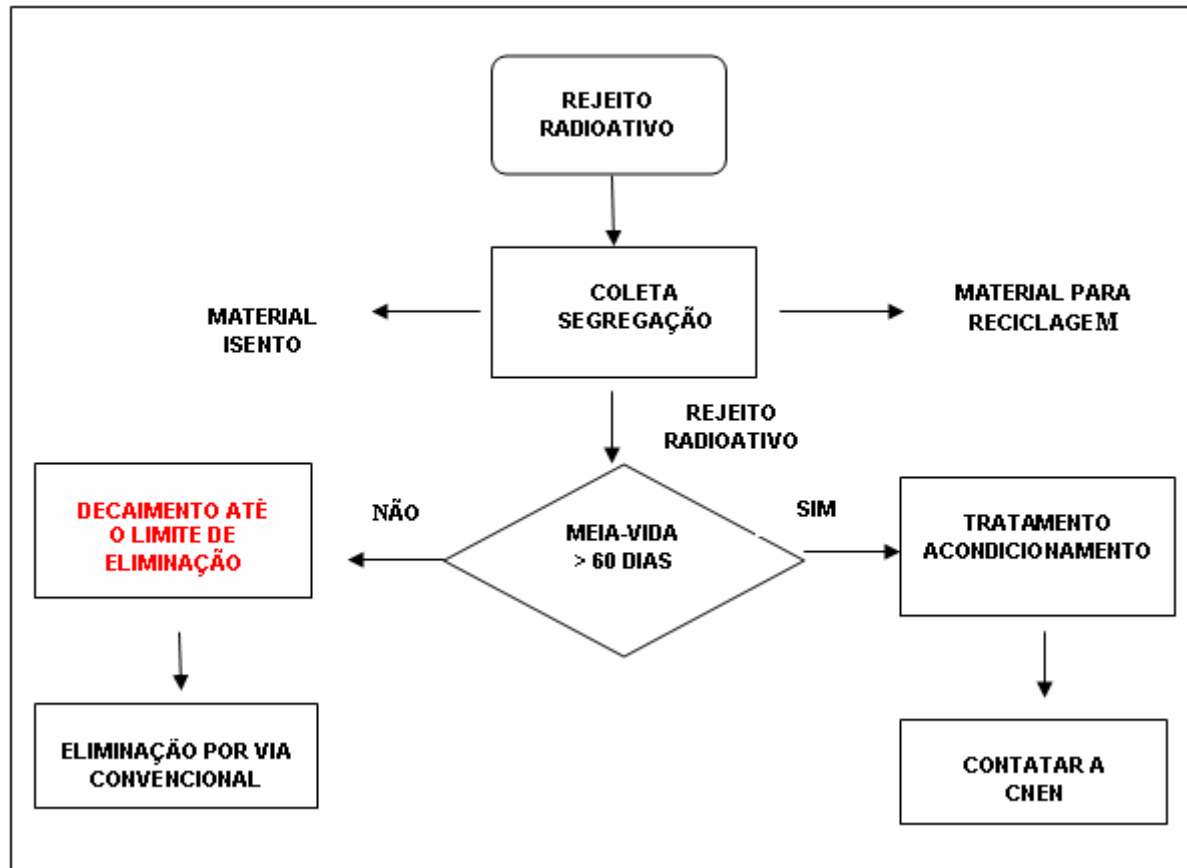 REJEITO
RADIOATIVO
COLETA
SEGREGAÇÃO
MATERIAL
ISENTO
MATERIAL PARA
RECICLAGEM
REJEITO
RADIOATIVO
DECAIMENTO ATÉ
O LIMITE DE
ELIMINAÇÃO
NÃO
MEIA-VIDA
> 60 DIAS
SIM
TRATAMENTO
ACONDICIONAMENTO
ELIMINAÇÃO POR VIA
CONVENCIONAL
CONTATAR A
CNEN